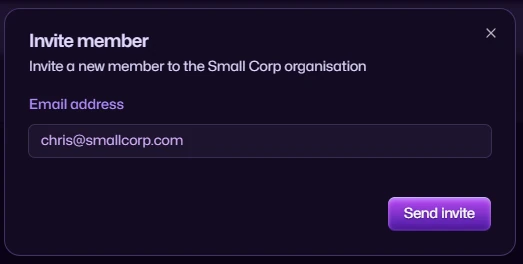 Invite member
Invite a new member to the Small Corp organisation
Email address
chris@smallcorp.com
Send invite